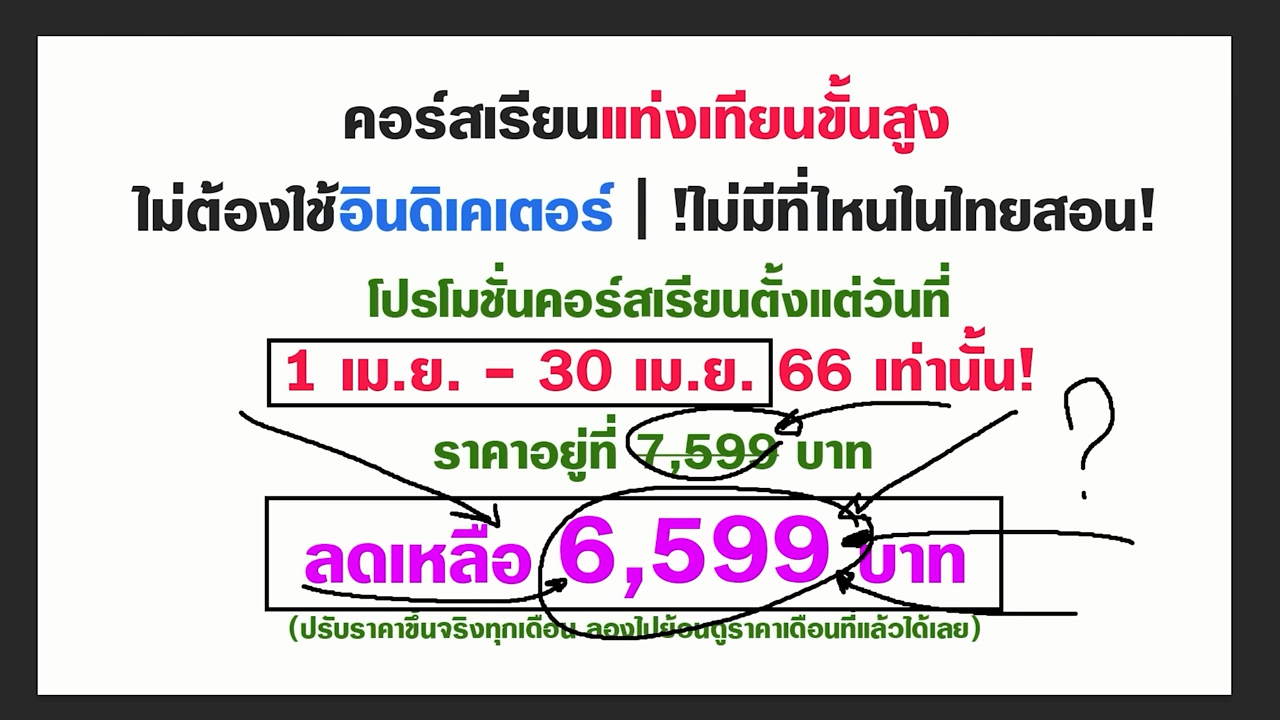 คอร์สเรียนแท่งเทียนขั้นสูง
ไม่ต้องใช้อินดิเคเตอร์ | !ไม่มีที่ไหนในไทยสอน!
โปรโมชั่นคอร์สเรียนตั้งแต่วันที่
1 เม.ย. - 30 เม.ย. 66 เท่านั้น!
ราคาอยู่ที่ 7,599 บาท
?
ลดเหลือ 6,599 บาท
(ปรับราคาขึ้นจริงทุกเดือน ลองไปย้อนดูราคาเดือนที่แล้วได้เลย)